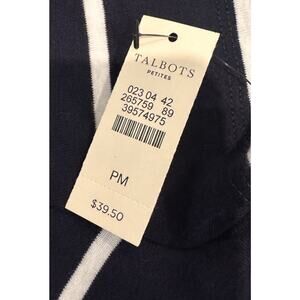 TALBOTS
PETITES
023 04 42
265759 89
39574975
PM
$39.50